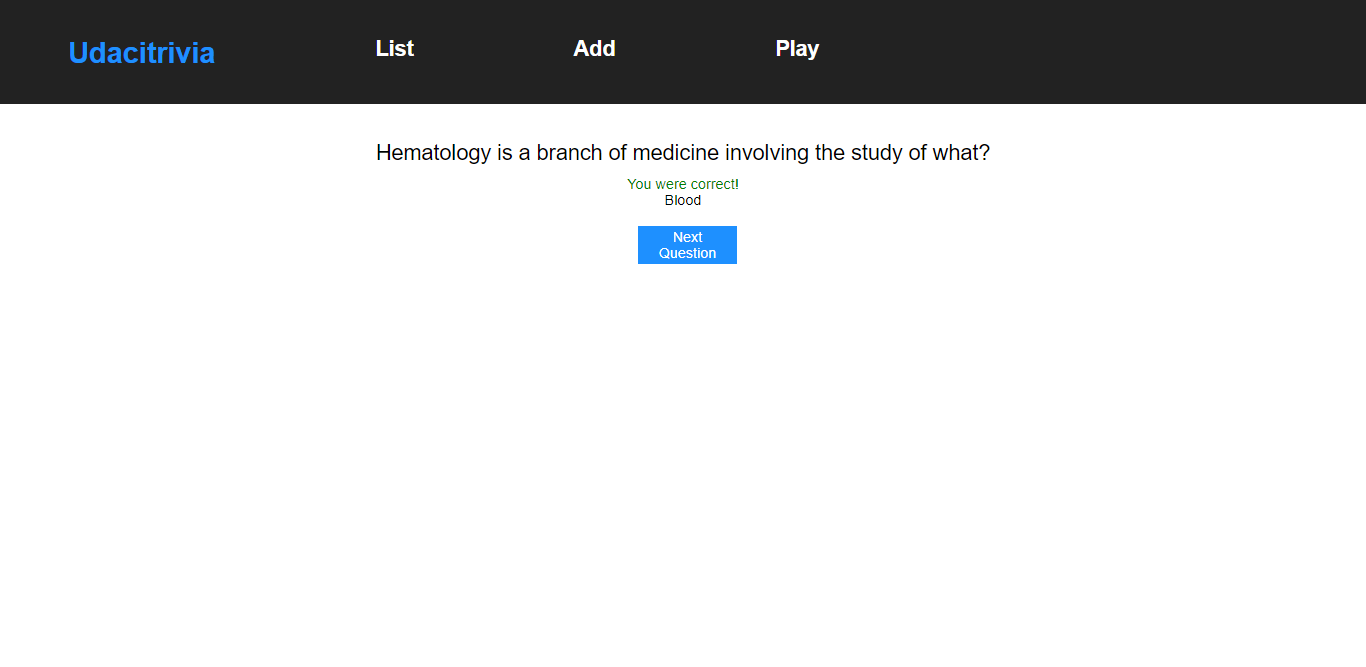 Udacitrivia
List
Add
Play
Hematology is a branch of medicine involving the study of what?
You were correct!
Blood
Next
Question